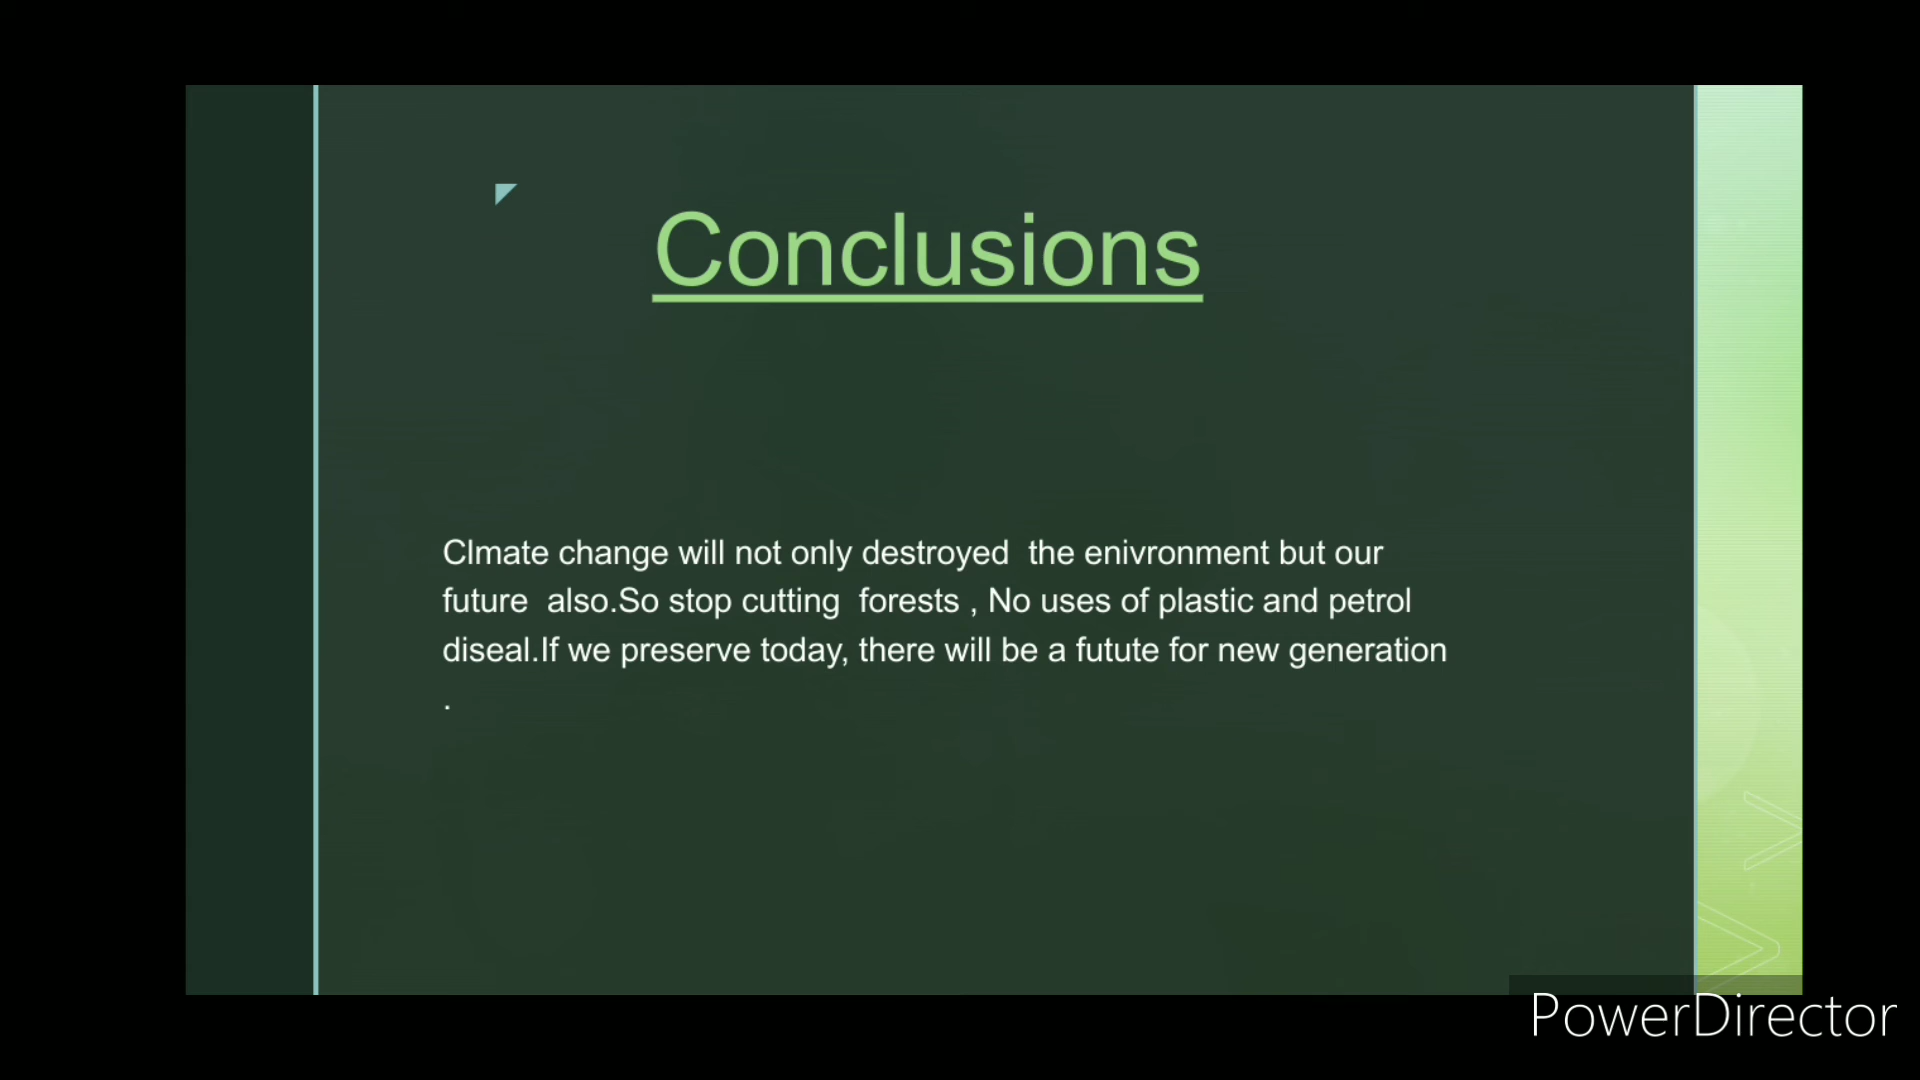 Conclusions
Clmate change will not only destroyed  the enivronment but our
future  also.So stop cutting  forests , No uses of plastic and petrol
diseal.If we preserve today, there will be a futute for new generation
.
PowerDirector